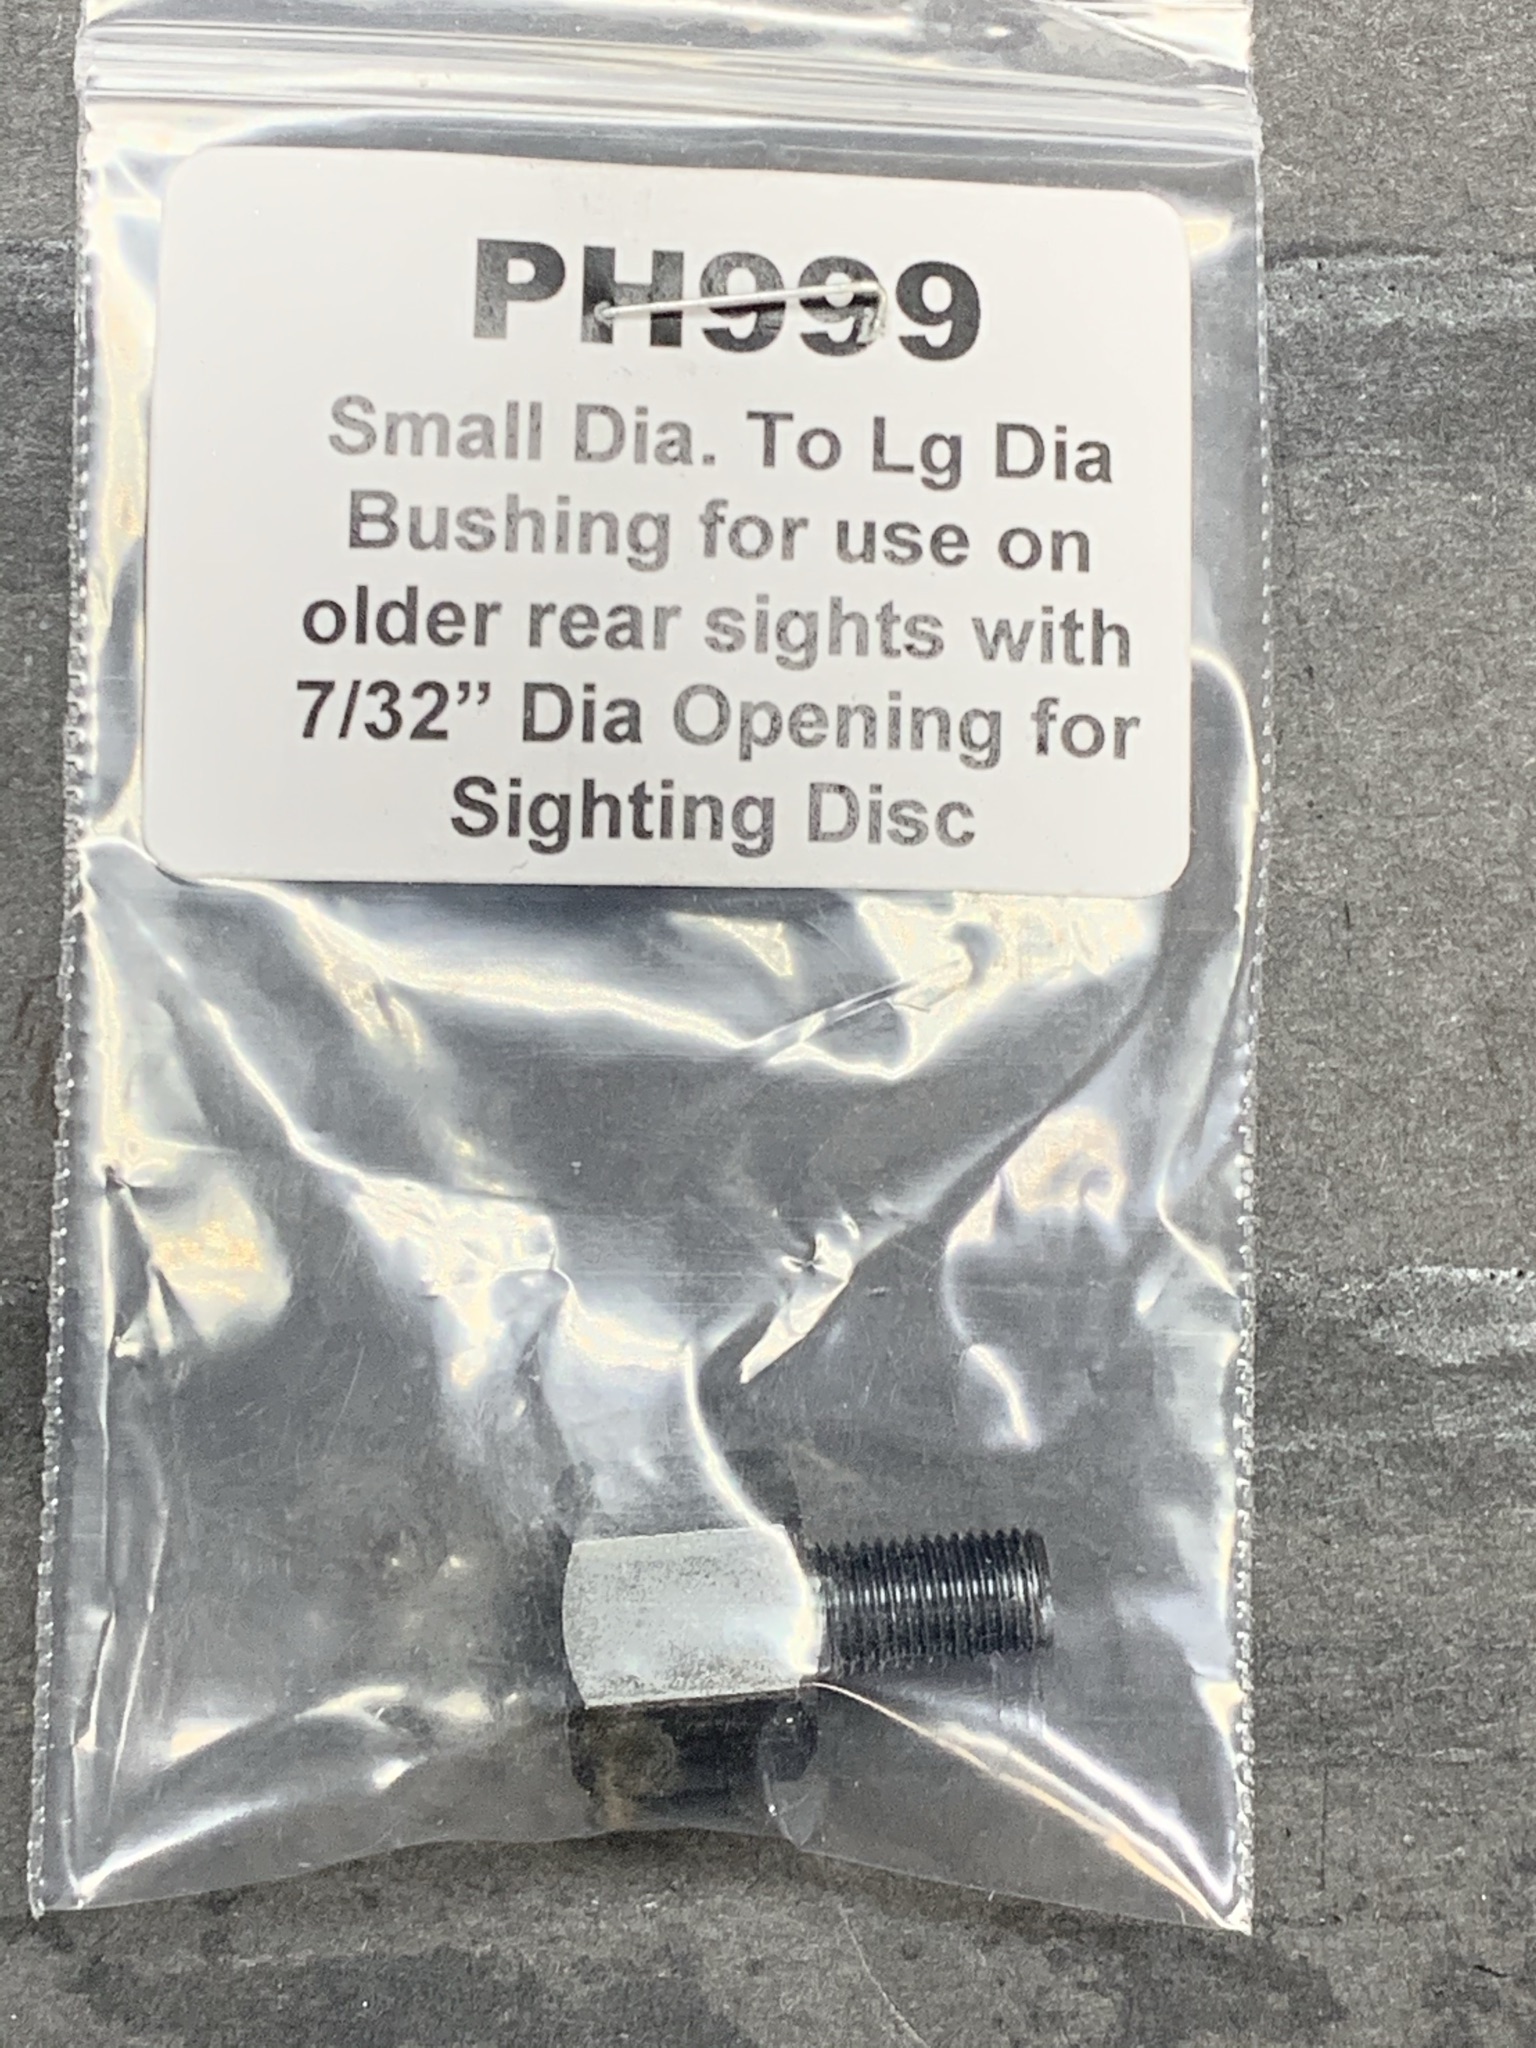 PH999
Small Dia. To Lg Dia
Bushing for use on
older rear sights with
7/32” Dia Opening for
Sighting Disc